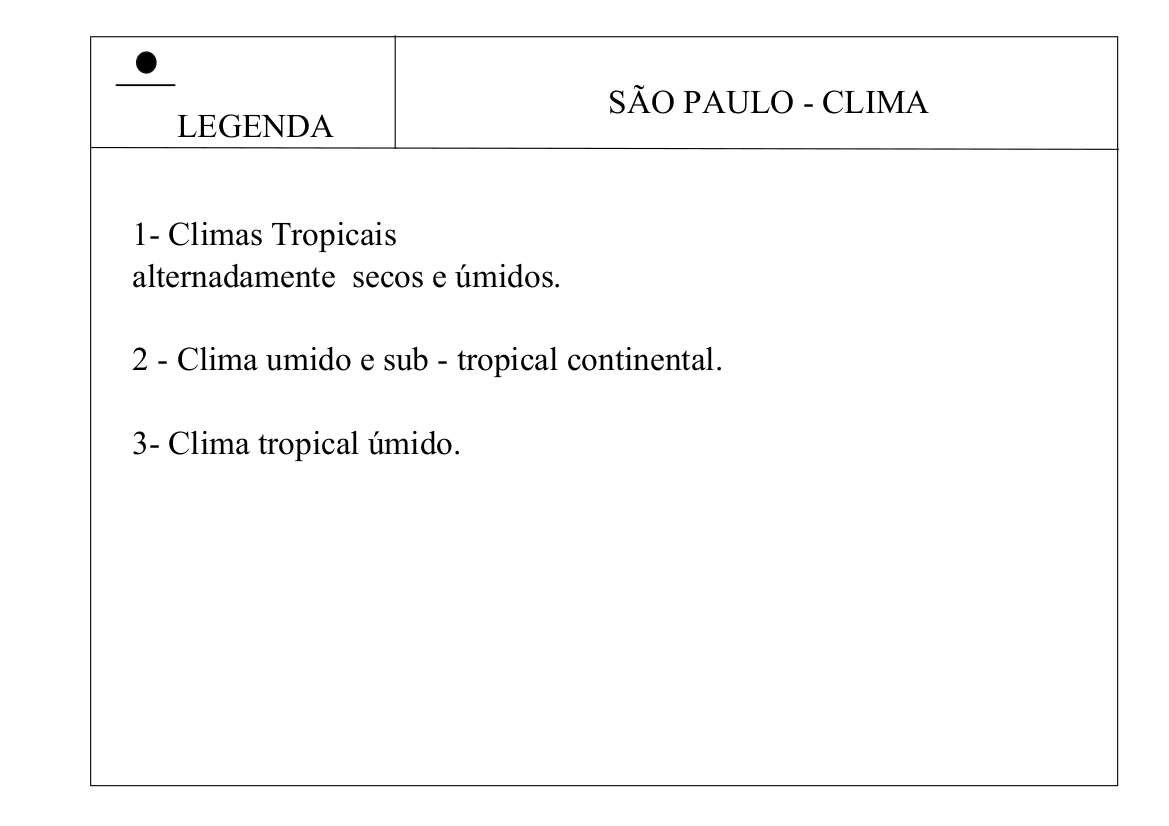 LEGENDA
SÃO PAULO - CLIMA
1- Climas Tropicais
alternadamente  secos e úmidos.
2 - Clima umido e sub - tropical continental.
3- Clima tropical úmido.